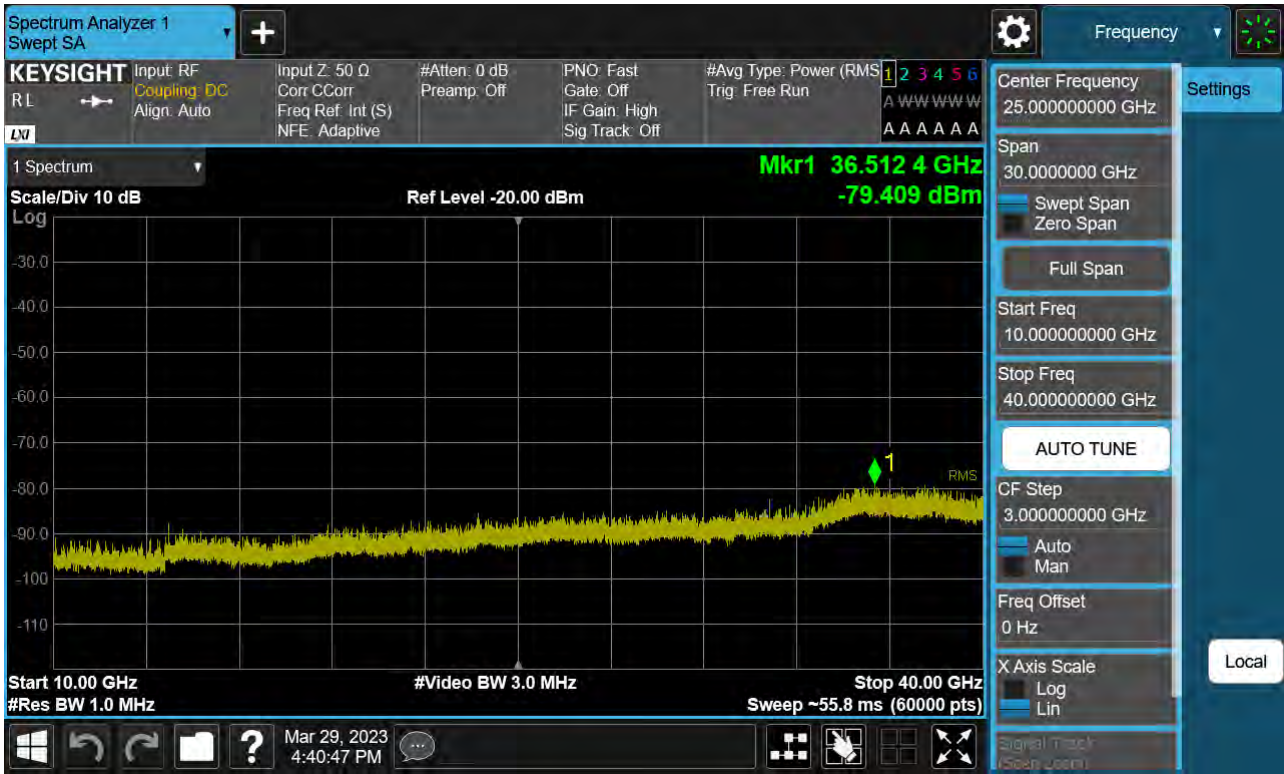 Spectrum Analyzer 1
Swept SA
+
Frequency
KEYSIGHT
R L
LXI
Input: RF
Coupling: DC
Align: Auto
Input Z: 50 Ω
Corr CCorr
Freq Ref: Int (S)
NFE: Adaptive
#Atten: 0 dB
Preamp: Off
PNO: Fast
Gate: Off
IF Gain: High
Sig Track: Off
#Avg Type: Power (RMS
Trig: Free Run
1 2 3 4 5 6
A W W W W W
A A A A A A
1 Spectrum
Scale/Div 10 dB
Log
Ref Level -20.00 dBm
Mkr1 36.512 4 GHz
-79.409 dBm
-30.0
-40.0
-50.0
-60.0
-70.0
-80.0
-90.0
-100
-110
1
RMS
Start 10.00 GHz
#Res BW 1.0 MHz
#Video BW 3.0 MHz
Stop 40.00 GHz
Sweep ~55.8 ms (60000 pts)
Center Frequency
25.000000000 GHz
Span
30.0000000 GHz
Swept Span
Zero Span
Full Span
Start Freq
10.000000000 GHz
Stop Freq
40.000000000 GHz
AUTO TUNE
CF Step
3.000000000 GHz
Auto
Man
Freq Offset
0 Hz
X Axis Scale
Log
Lin
Signal Track
(Span Zoom)
Settings
Local
?
Mar 29, 2023
4:40:47 PM